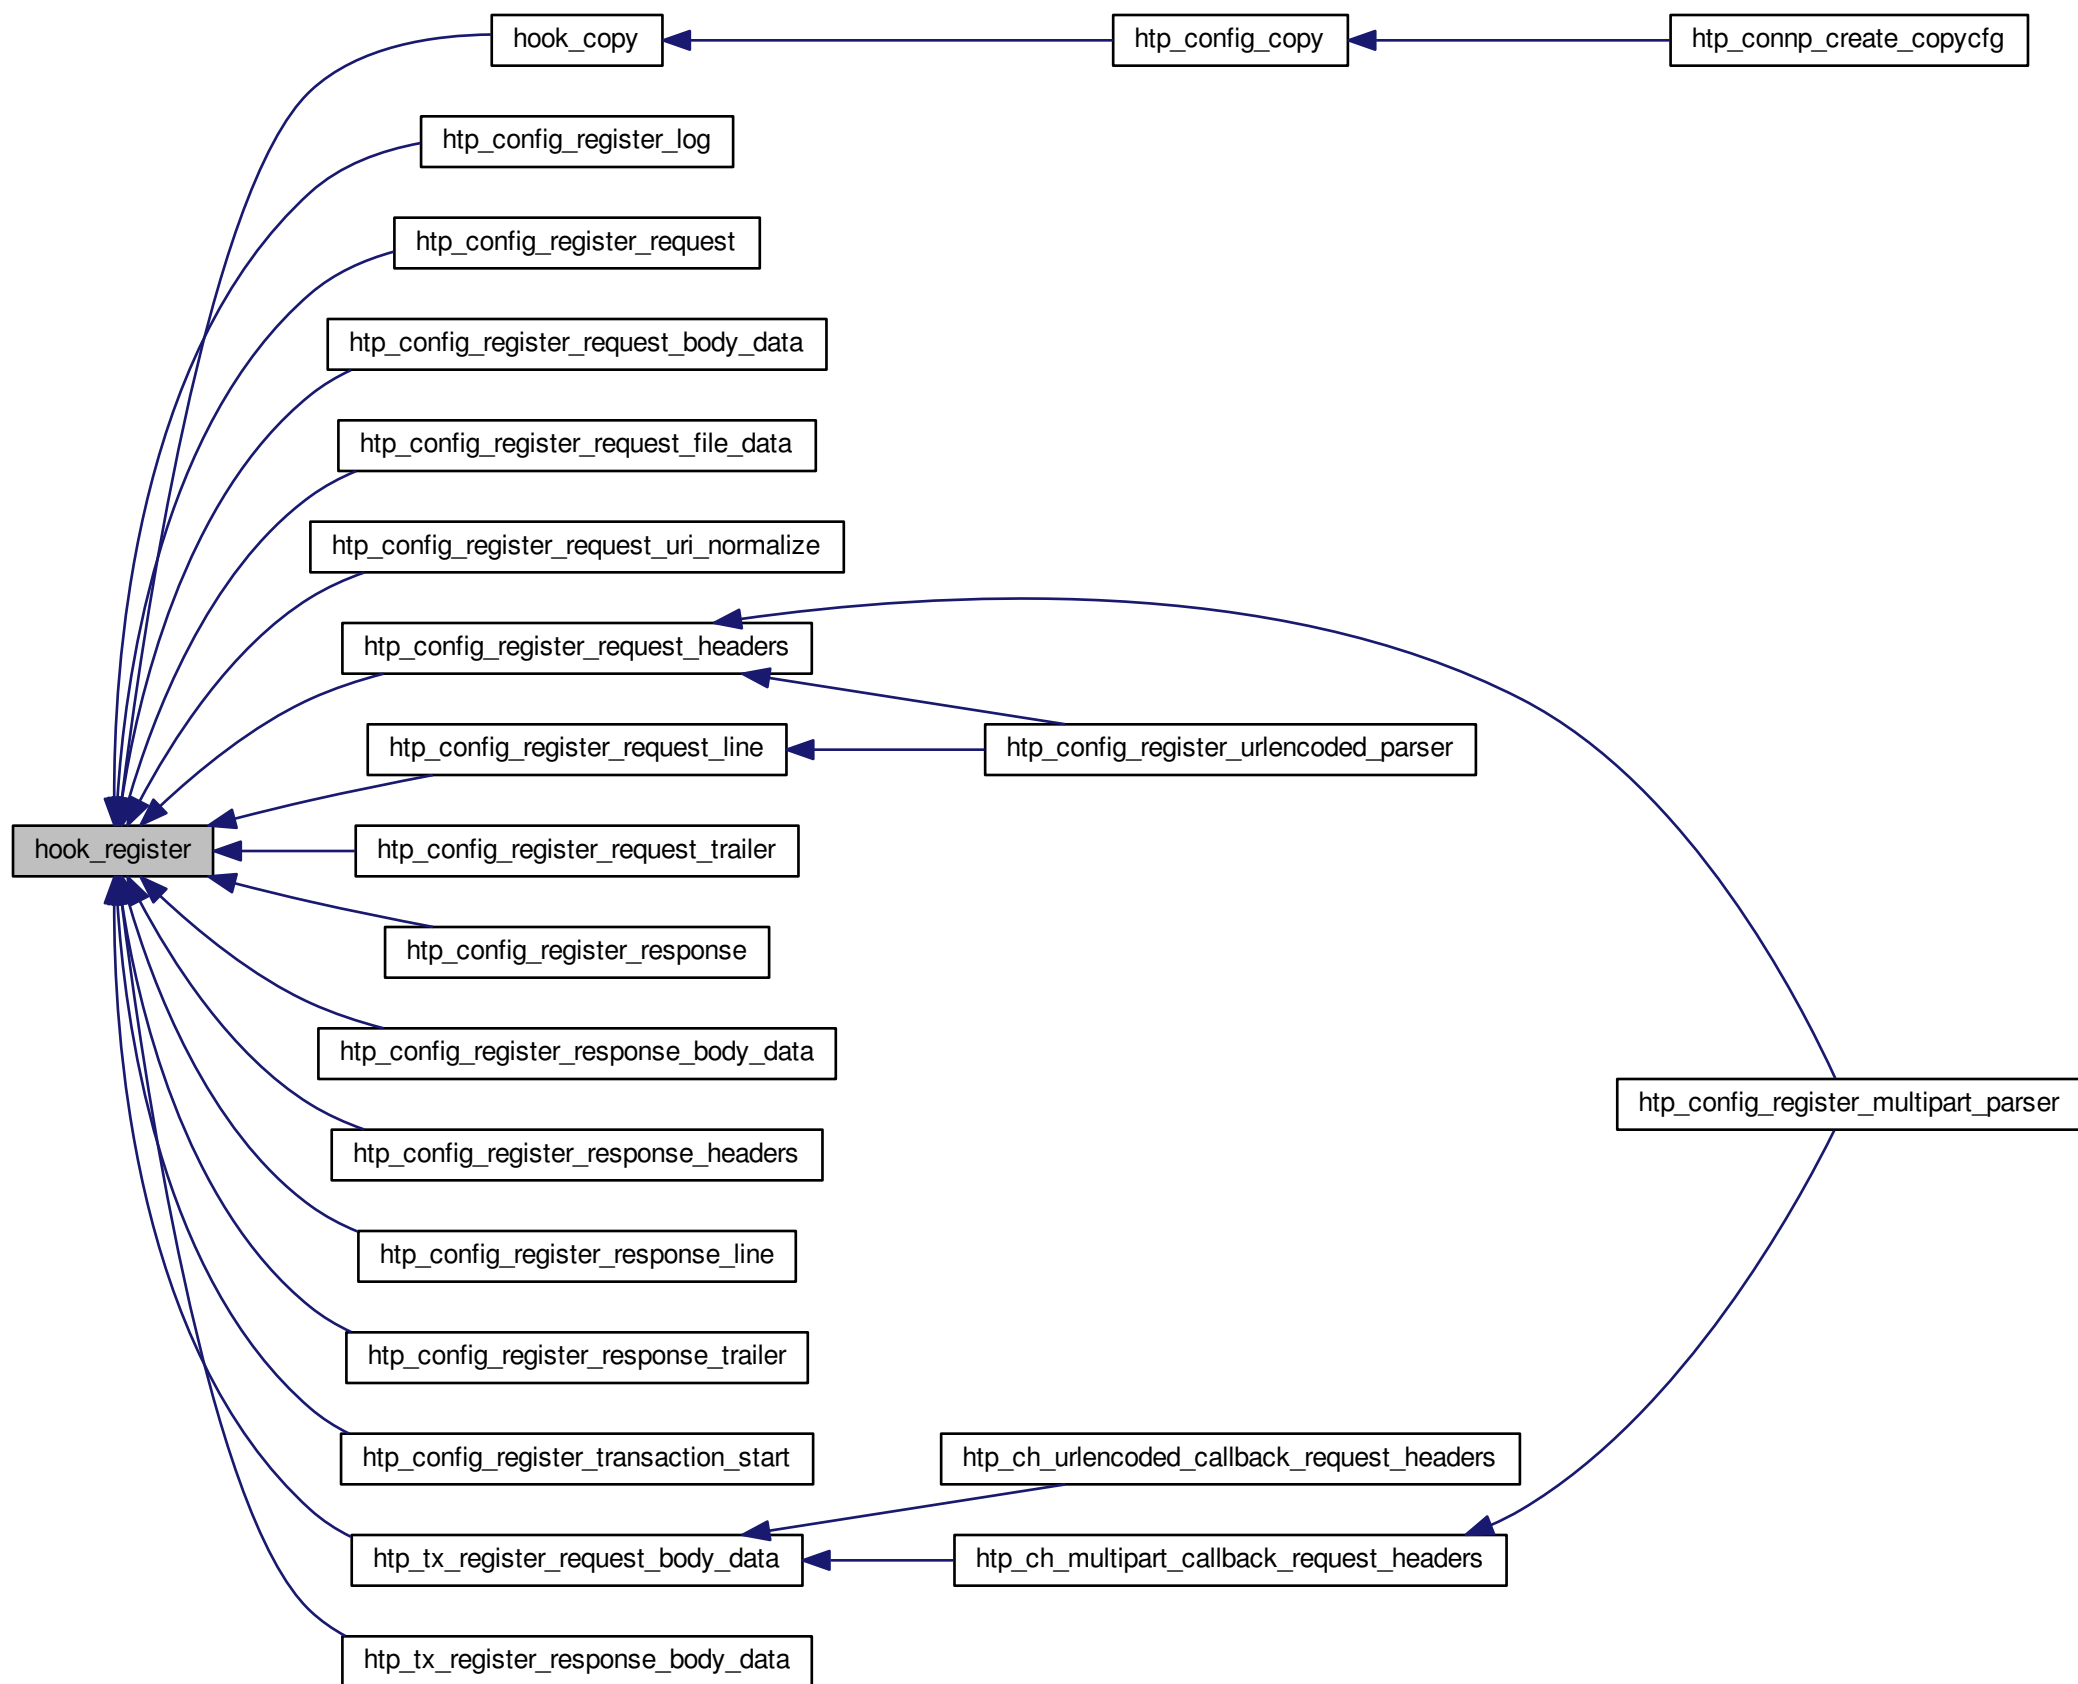 hook_copy
htp_config_copy
htp_connp_create_copycfg
htp_config_register_log
htp_config_register_request
htp_config_register_request_body_data
htp_config_register_request_file_data
htp_config_register_request_uri_normalize
htp_config_register_request_headers
htp_config_register_request_line
htp_config_register_urlencoded_parser
hook_register
htp_config_register_request_trailer
htp_config_register_response
htp_config_register_response_body_data
htp_config_register_multipart_parser
htp_config_register_response_headers
htp_config_register_response_line
htp_config_register_response_trailer
htp_config_register_transaction_start
htp_ch_urlencoded_callback_request_headers
htp_tx_register_request_body_data
htp_ch_multipart_callback_request_headers
htp_tx_register_response_body_data